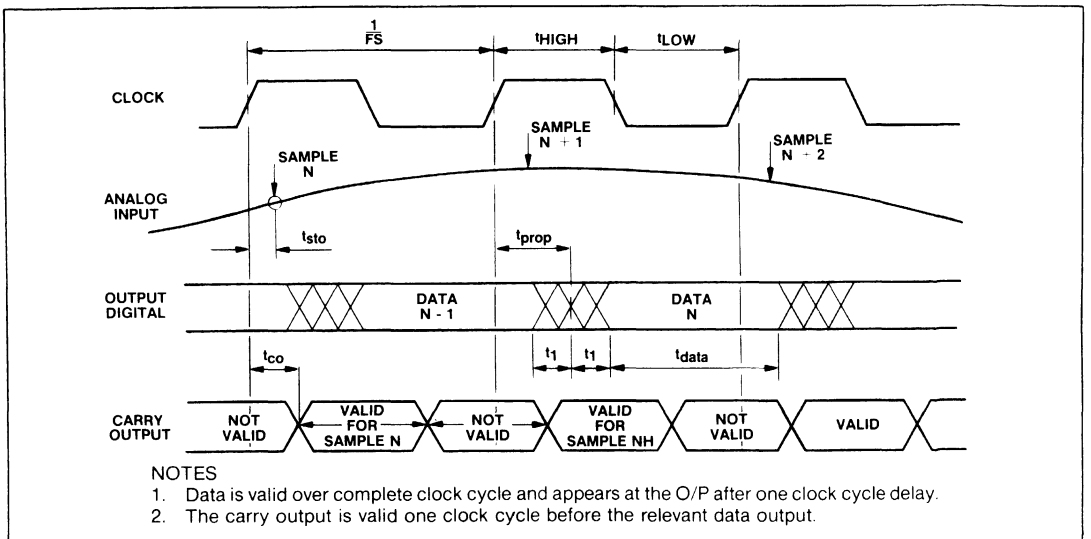 1
FS
tHIGH
tLOW
CLOCK
SAMPLE
N
SAMPLE
N + 1
SAMPLE
N + 2
ANALOG
INPUT
tsto
tprop
OUTPUT
DIGITAL
DATA
N - 1
DATA
N
tco
t1
t1
tdata
CARRY
OUTPUT
NOT
VALID
VALID
FOR
SAMPLE N
NOT
VALID
VALID
FOR
SAMPLE NH
NOT
VALID
VALID
NOTES
1. Data is valid over complete clock cycle and appears at the O/P after one clock cycle delay.
2. The carry output is valid one clock cycle before the relevant data output.